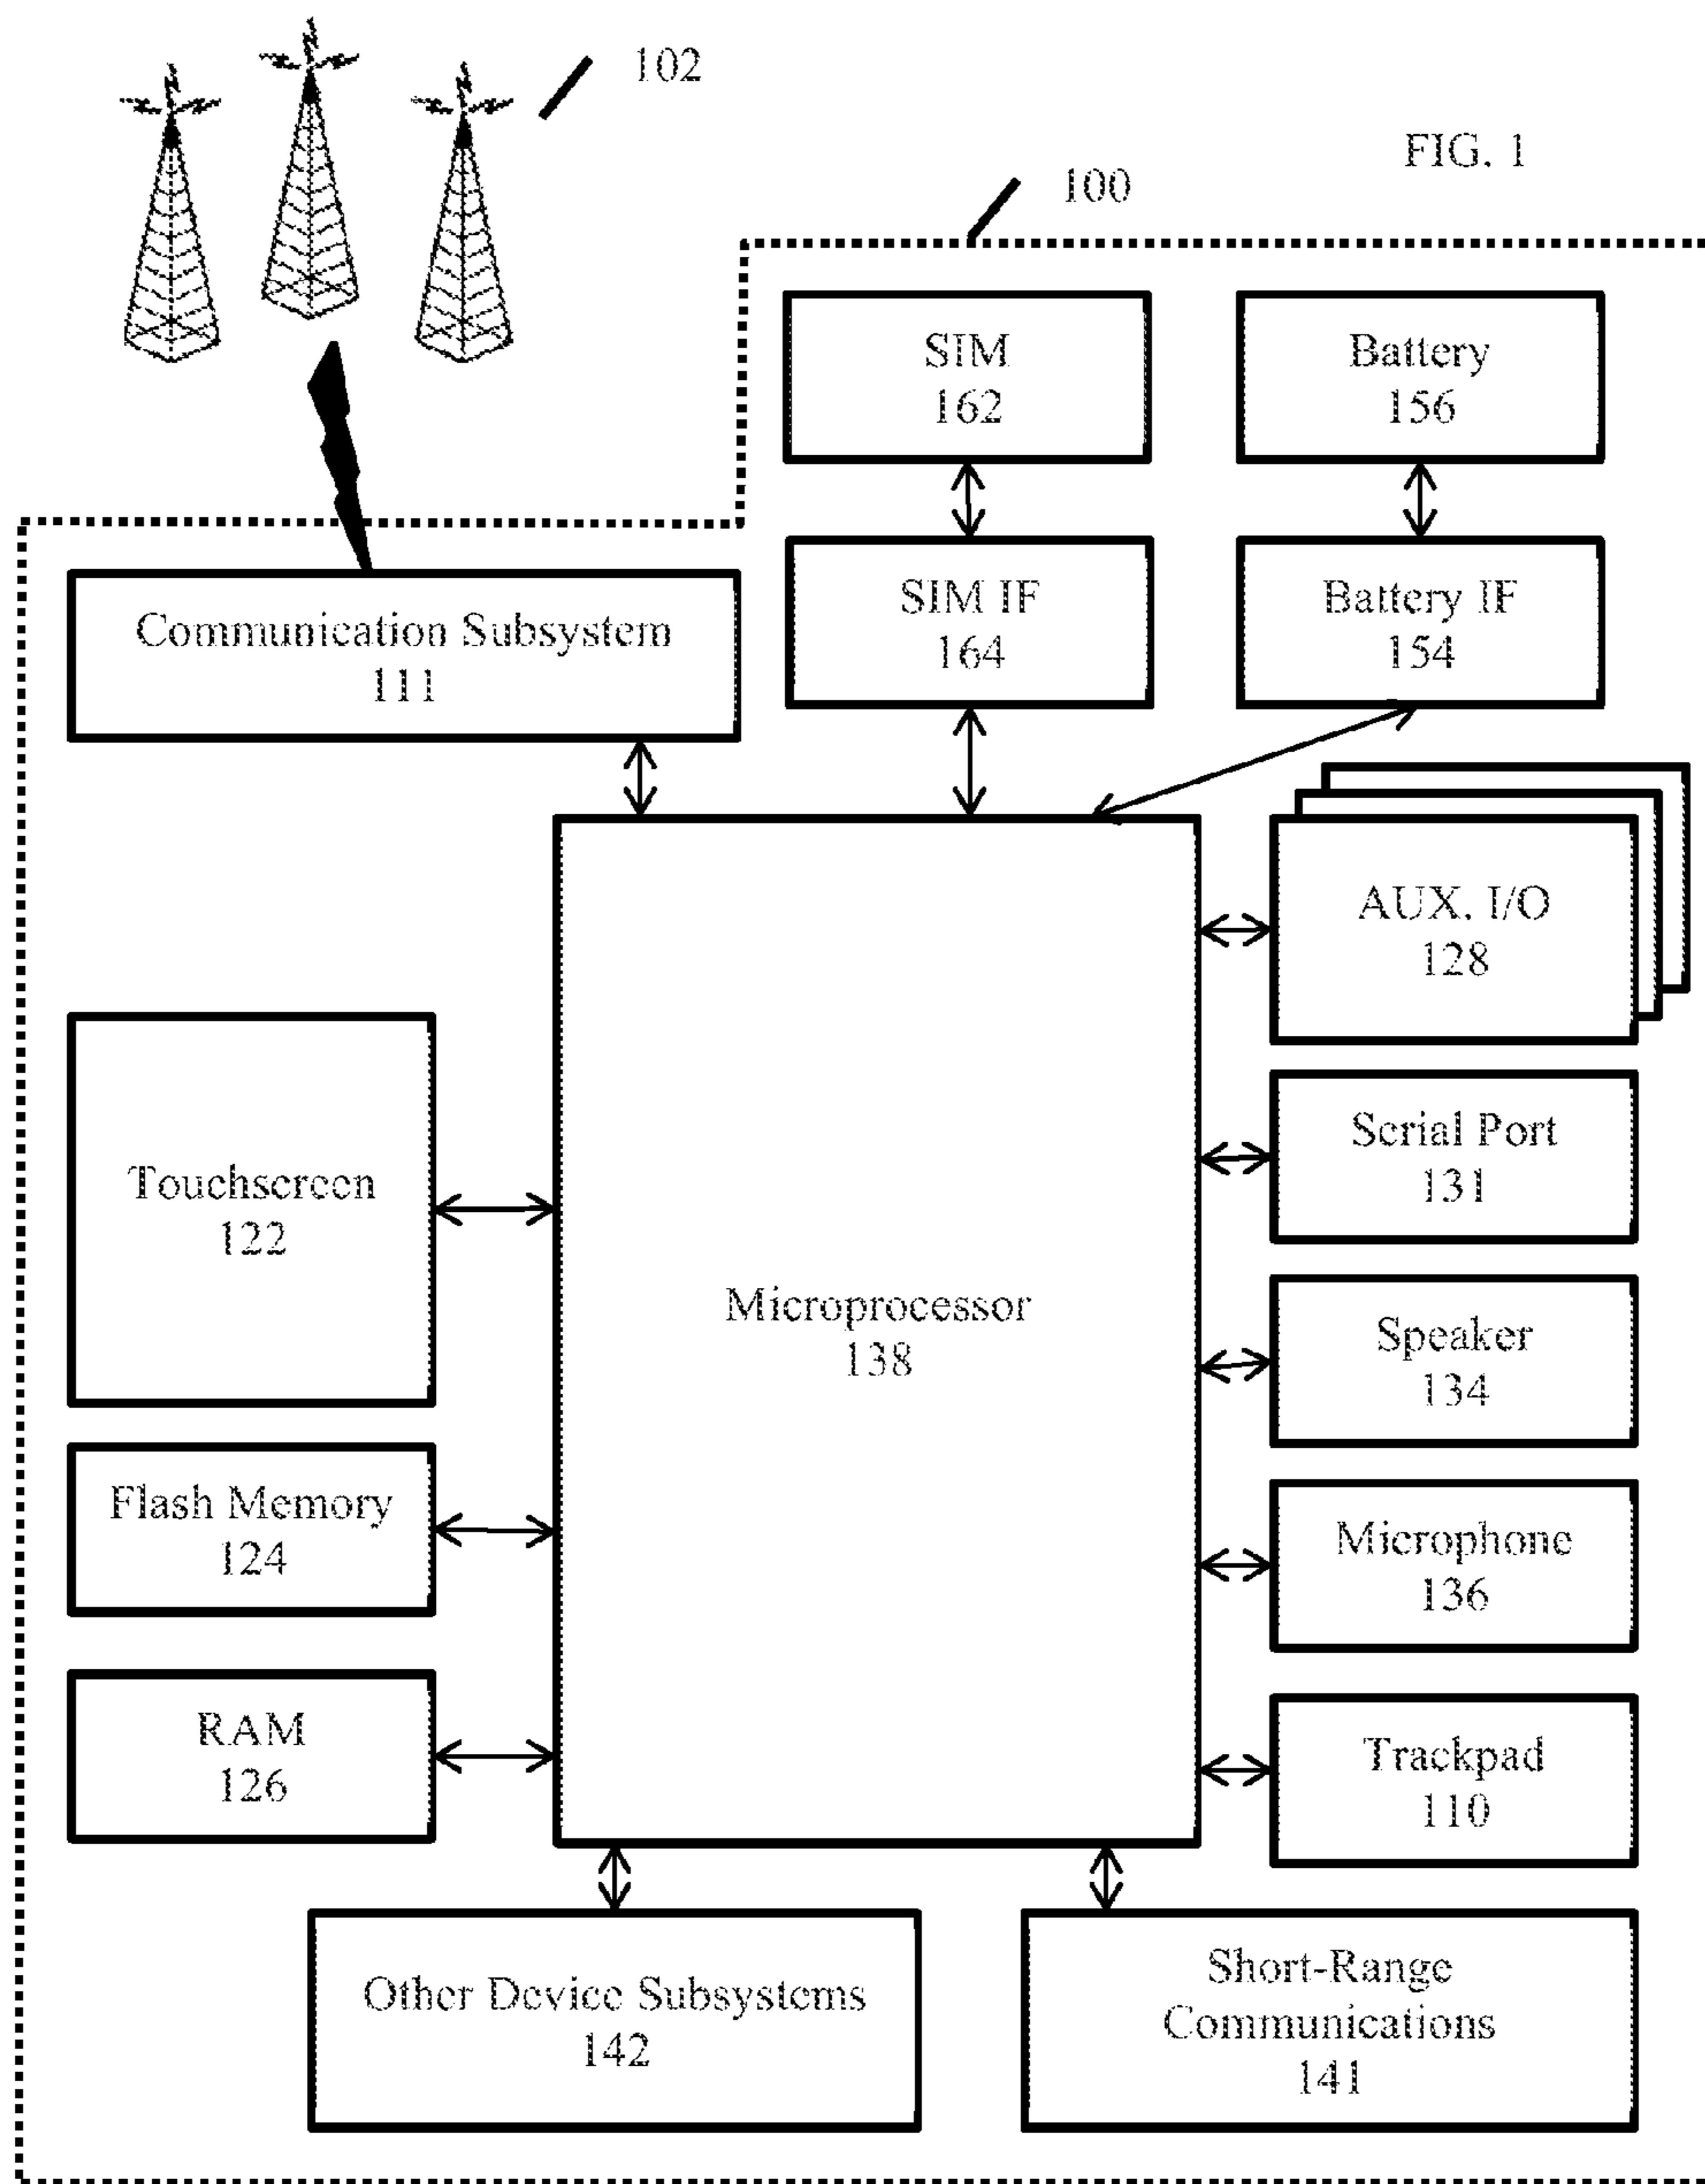 102
FIG. 1
100
SIM
162
Battery
156
SIM IF
164
Battery IF
154
Communication Subsystem
111
AUX. I/O
128
Serial Port
131
Touchscreen
122
Microprocessor
138
Speaker
134
Flash Memory
124
Microphone
136
RAM
126
Trackpad
110
Other Device Subsystems
142
Short-Range
Communications
141